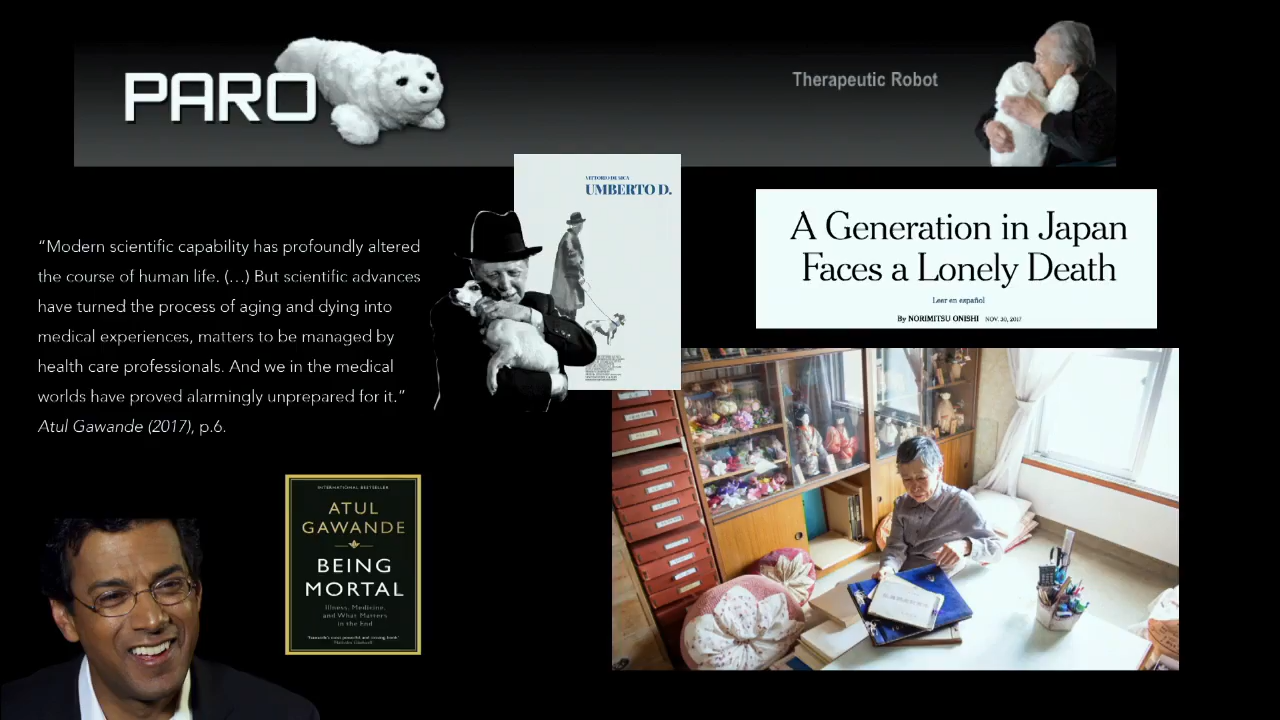 PARO
Therapeutic Robot
VITTORIO DE SICA
UMBERTO D.
“Modern scientific capability has profoundly altered
the course of human life. (…) But scientific advances
have turned the process of aging and dying into
medical experiences, matters to be managed by
health care professionals. And we in the medical
worlds have proved alarmingly unprepared for it.”
Atul Gawande (2017), p.6.
A Generation in Japan
Faces a Lonely Death
Leer en español
By NORIMITSU ONISHI NOV. 30, 2017
INTERNATIONAL BESTSELLER
ATUL
GAWANDE
BEING
MORTAL
Illness, Medicine,
and What Matters
in the End